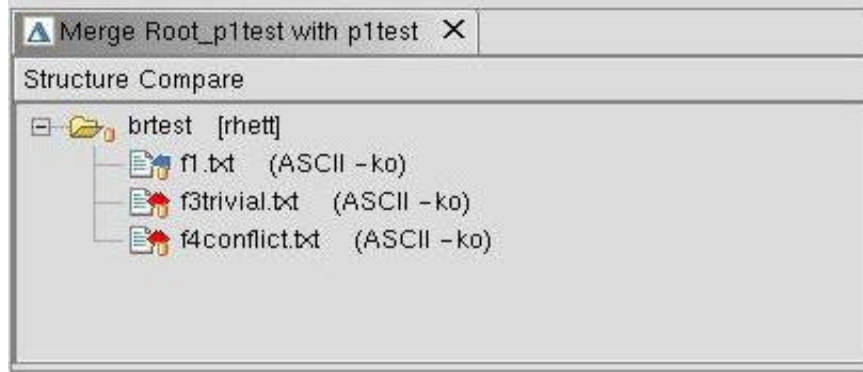 Merge Root_p1test with p1test
Structure Compare
brtest [rhett]
f1.txt (ASCII -ko)
f3trivial.txt (ASCII -ko)
f4conflict.txt (ASCII -ko)